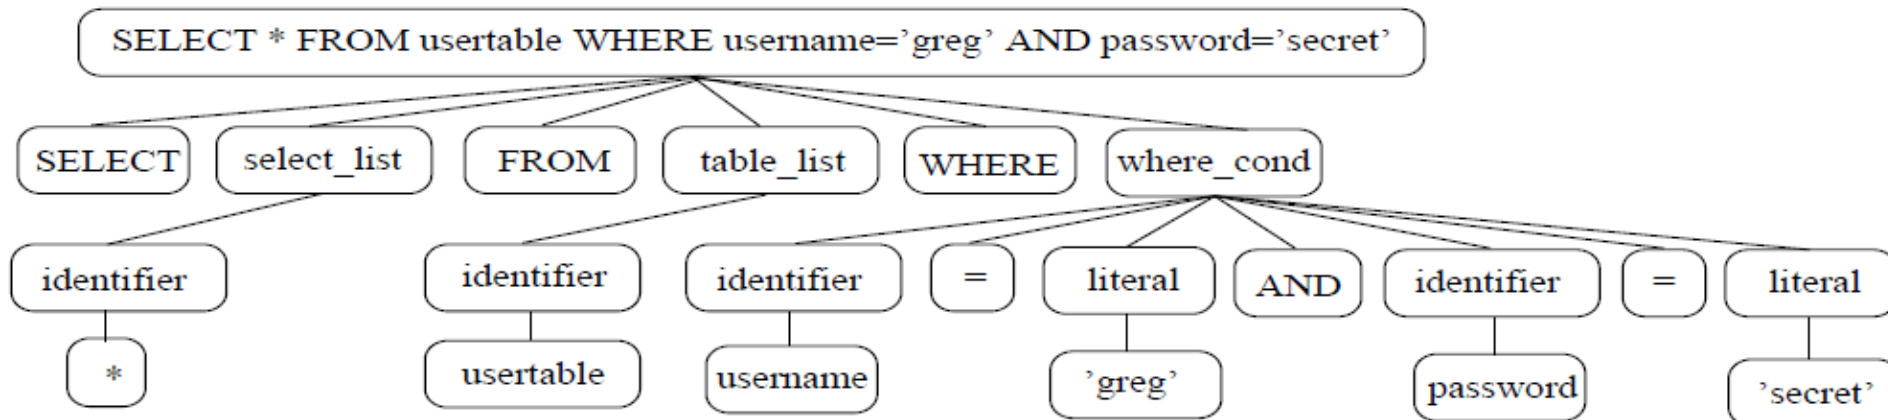 SELECT * FROM usertable WHERE username=’greg’ AND password=’secret’
SELECT select_list FROM table_list WHERE where_cond
identifier identifier identifier = literal AND identifier = literal
* usertable username ’greg’ password ’secret’